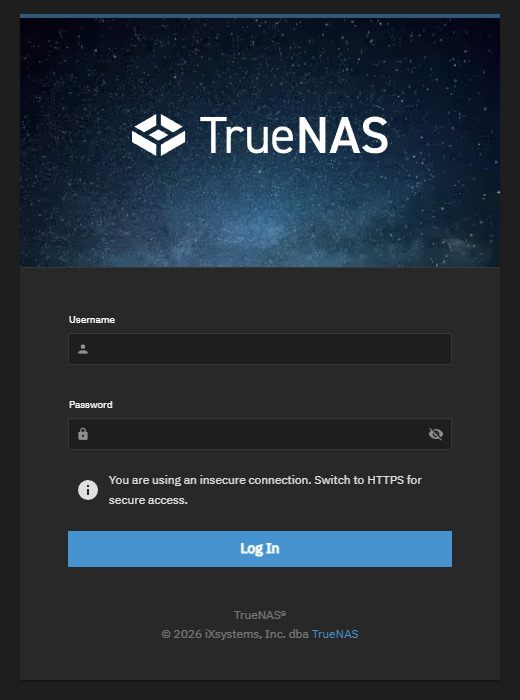 TrueNAS
Username
Password
You are using an insecure connection. Switch to HTTPS for
secure access.
Log In
TrueNAS®
© 2026 iXsystems, Inc. dba TrueNAS